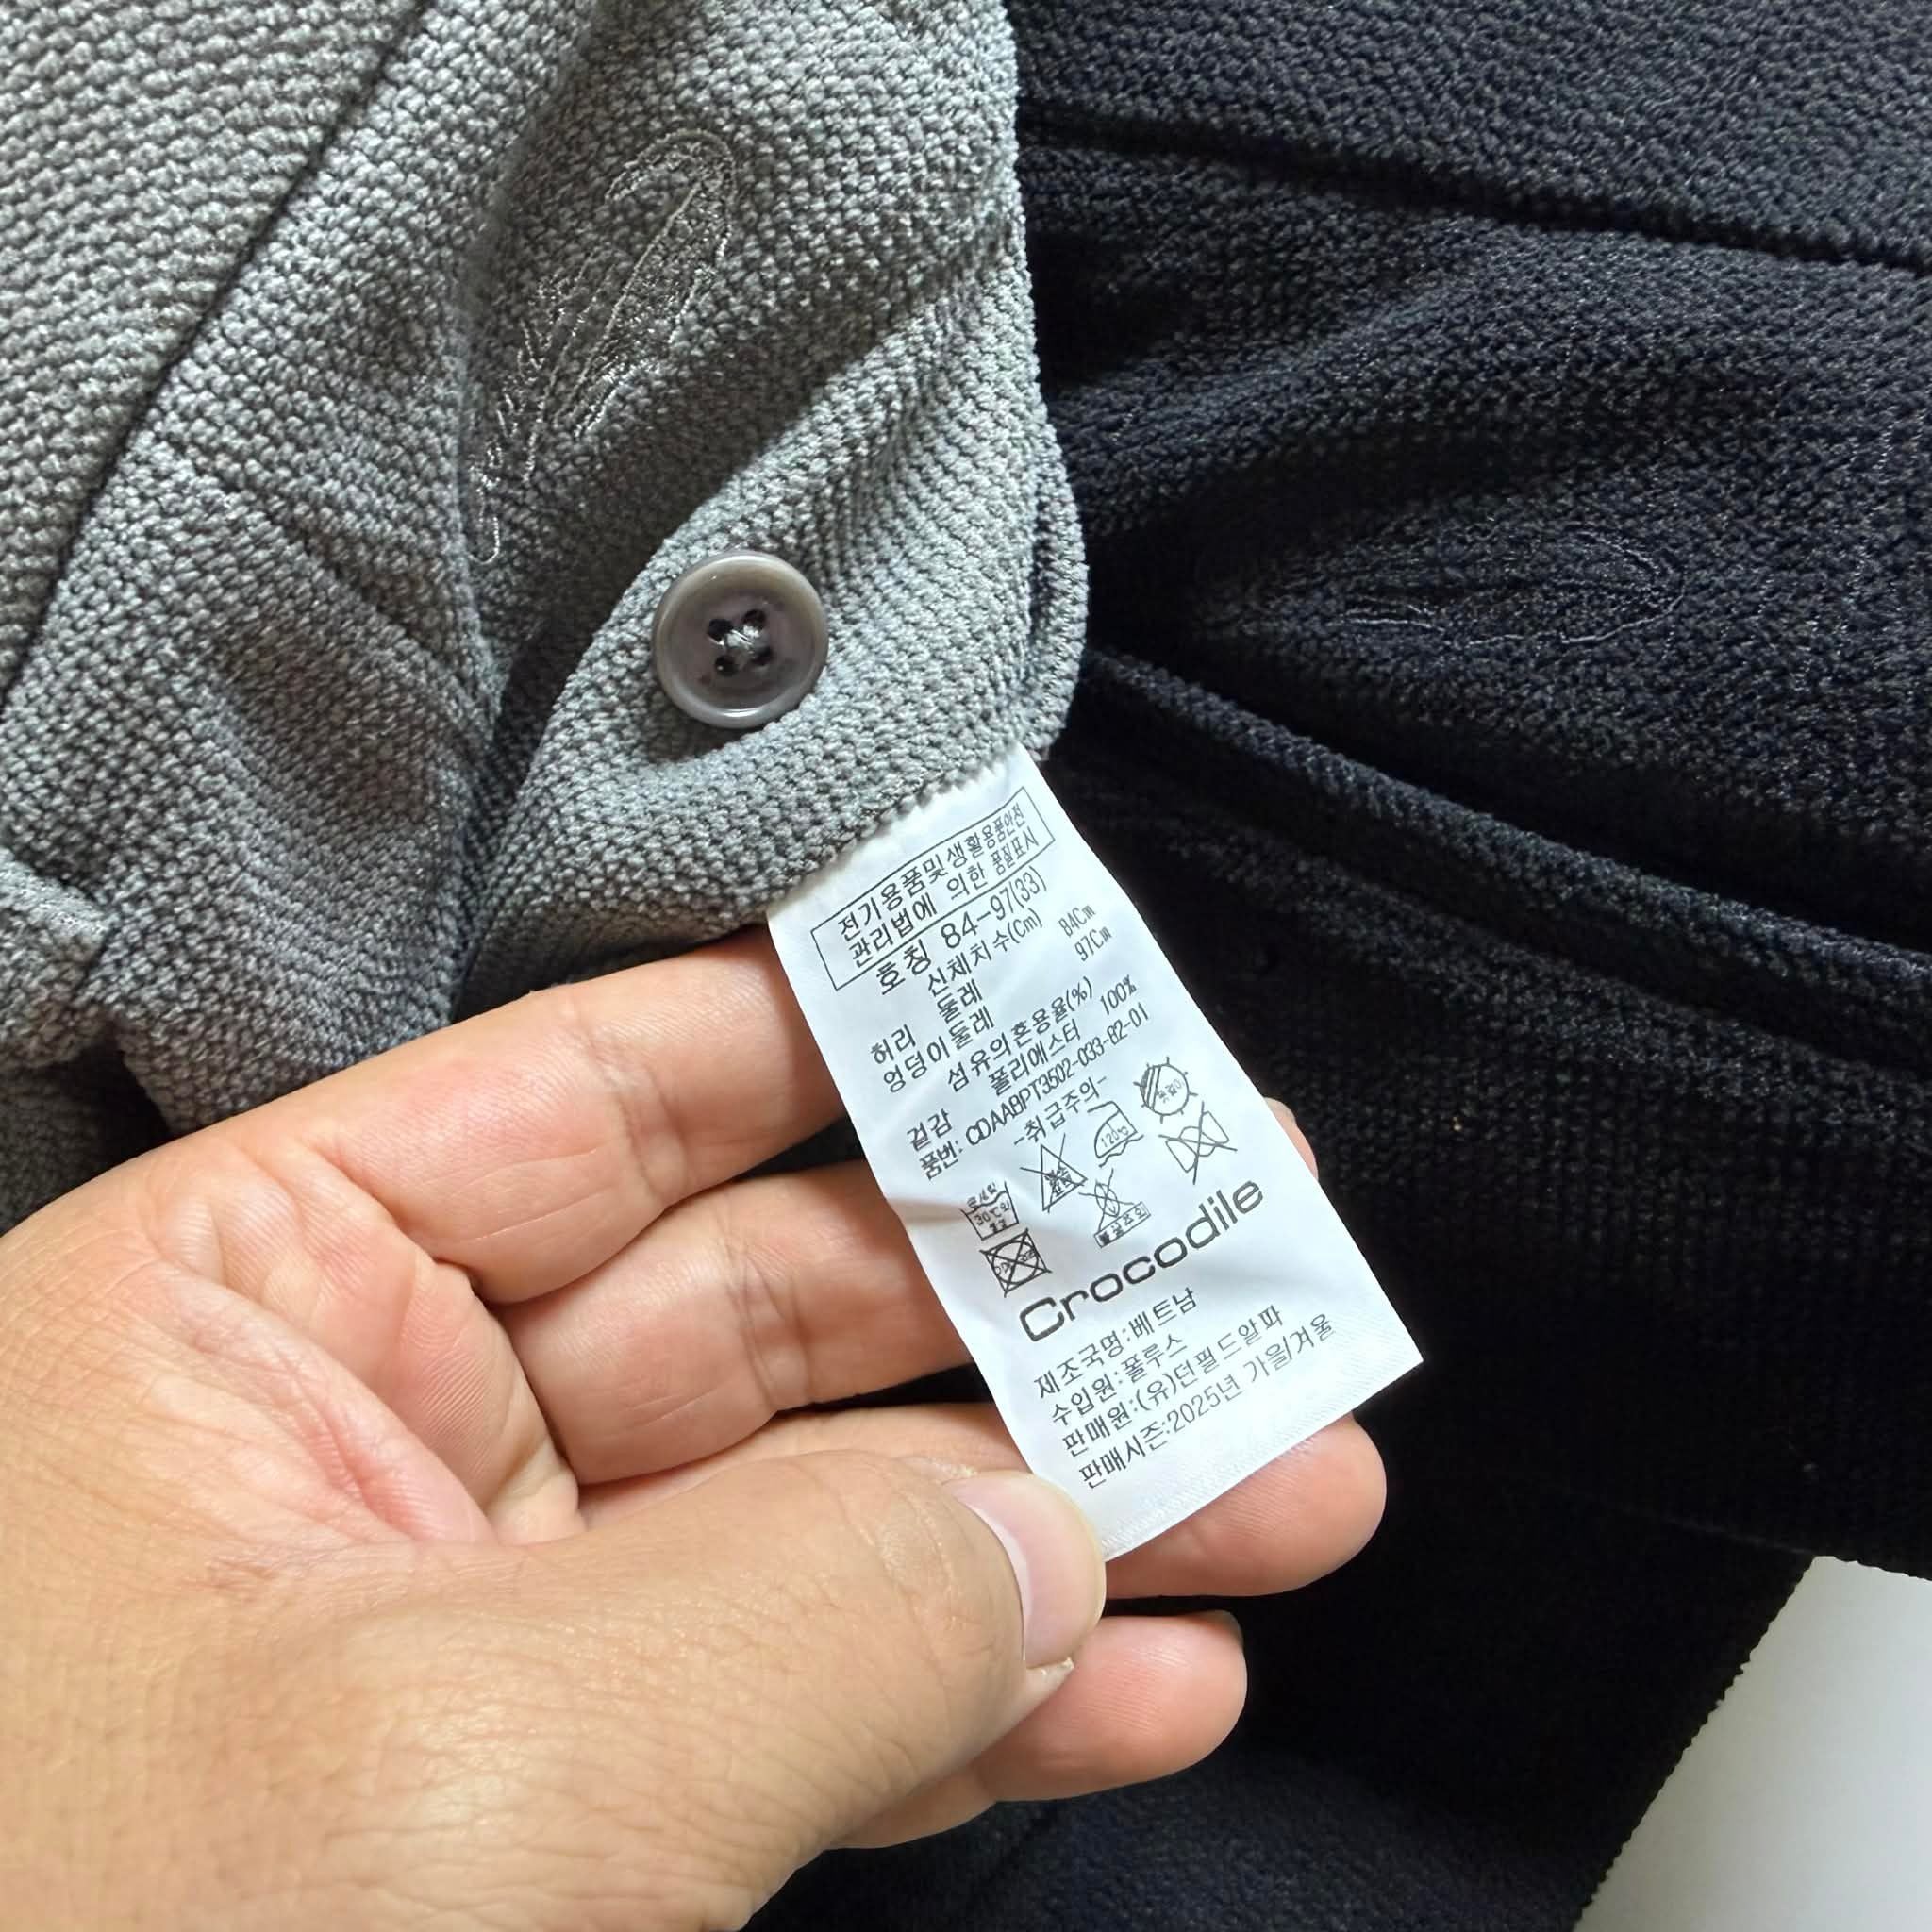 전기용품및생활용품안전
관리법에 의한 품질표시
호칭 84-97(33)
신체치수(Cm)
허리 둘레 84Cm
엉덩이둘레 97Cm
섬유의혼용율(%)
겉감 폴리에스터 100%
품번: CDAABPT3502-033-82-01
-취급주의-
120℃
30℃
Crocodile
제조국명:베트남
수입원:폴루스
판매원:(유)던필드알파
판매시즌:2025년 가을/겨울